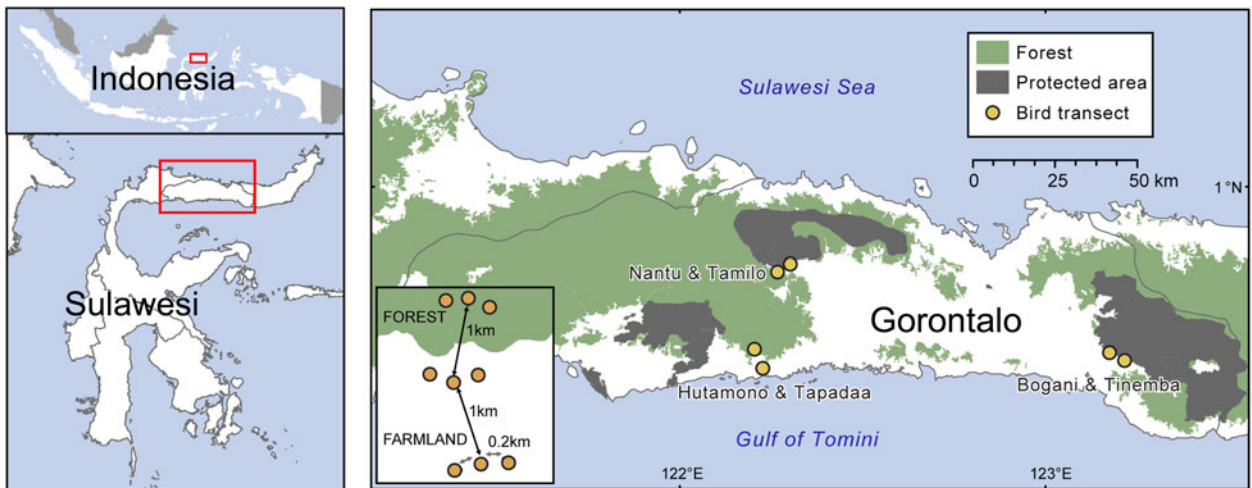 Indonesia
Sulawesi
Sulawesi Sea
Forest
Protected area
Bird transect
0 25 50 km
1°N
Nantu & Tamilo
Gorontalo
Hutamono & Tapadaa
Bogani & Tinemba
Gulf of Tomini
122°E
123°E
FOREST
1km
1km
FARMLAND
0.2km